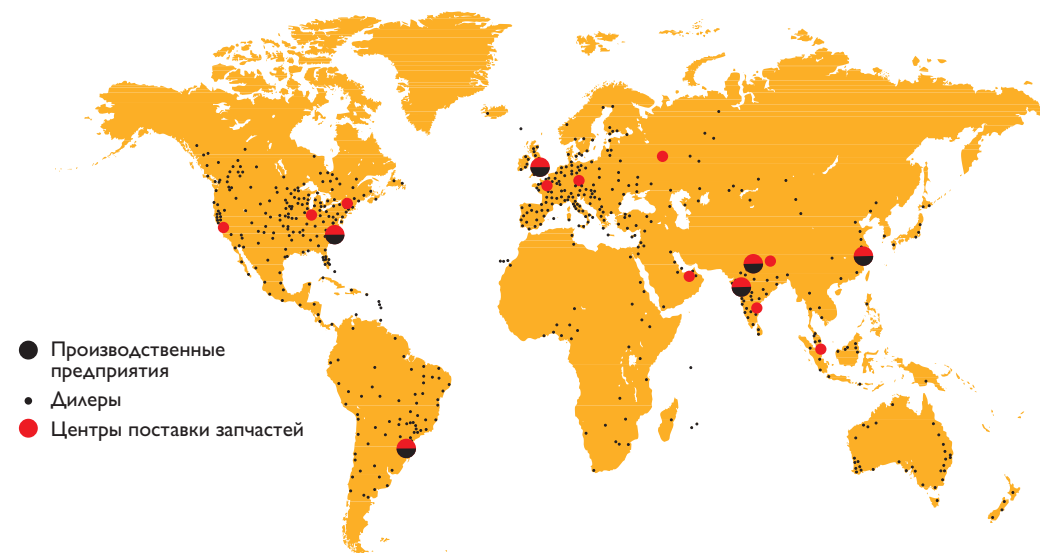 Производственные
предприятия
Дилеры
Центры поставки запчастей